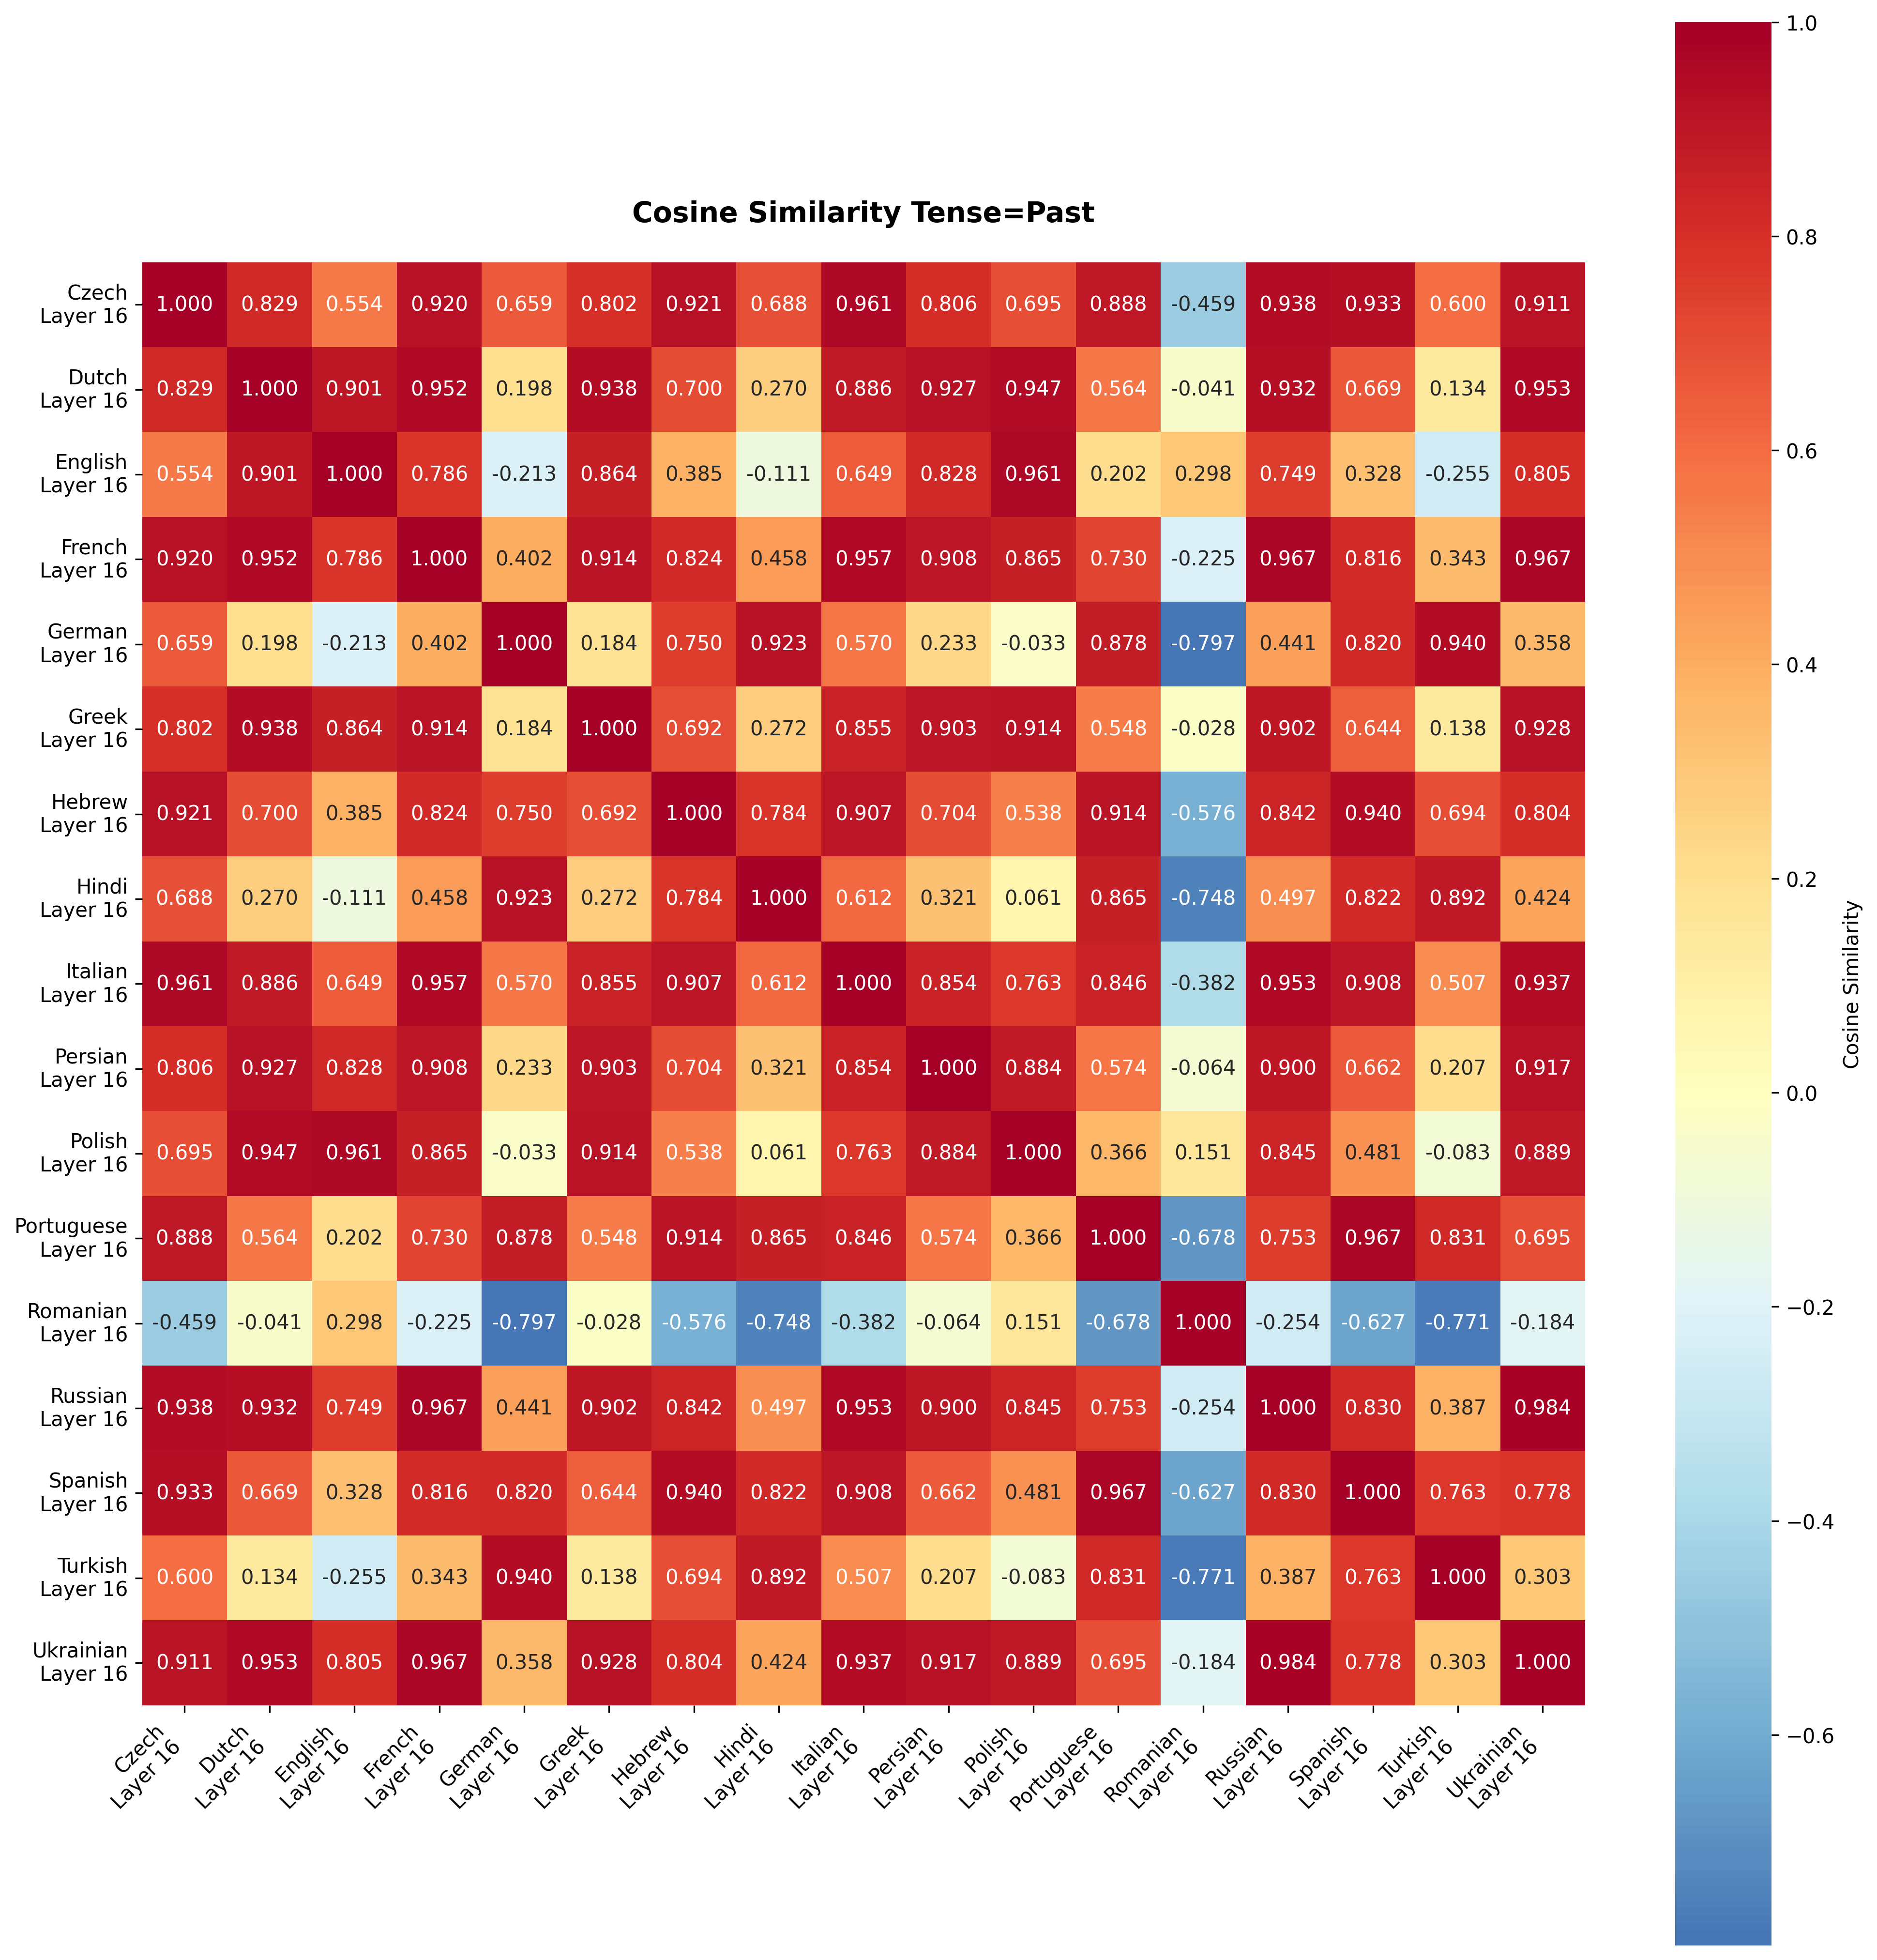 Cosine Similarity Tense=Past
Czech
Layer 16
1.000 0.829 0.554 0.920 0.659 0.802 0.921 0.688 0.961 0.806 0.695 0.888 -0.459 0.938 0.933 0.600 0.911
Dutch
Layer 16
0.829 1.000 0.901 0.952 0.198 0.938 0.700 0.270 0.886 0.927 0.947 0.564 -0.041 0.932 0.669 0.134 0.953
English
Layer 16
0.554 0.901 1.000 0.786 -0.213 0.864 0.385 -0.111 0.649 0.828 0.961 0.202 0.298 0.749 0.328 -0.255 0.805
French
Layer 16
0.920 0.952 0.786 1.000 0.402 0.914 0.824 0.458 0.957 0.908 0.865 0.730 -0.225 0.967 0.816 0.343 0.967
German
Layer 16
0.659 0.198 -0.213 0.402 1.000 0.184 0.750 0.923 0.570 0.233 -0.033 0.878 -0.797 0.441 0.820 0.940 0.358
Greek
Layer 16
0.802 0.938 0.864 0.914 0.184 1.000 0.692 0.272 0.855 0.903 0.914 0.548 -0.028 0.902 0.644 0.138 0.928
Hebrew
Layer 16
0.921 0.700 0.385 0.824 0.750 0.692 1.000 0.784 0.907 0.704 0.538 0.914 -0.576 0.842 0.940 0.694 0.804
Hindi
Layer 16
0.688 0.270 -0.111 0.458 0.923 0.272 0.784 1.000 0.612 0.321 0.061 0.865 -0.748 0.497 0.822 0.892 0.424
Italian
Layer 16
0.961 0.886 0.649 0.957 0.570 0.855 0.907 0.612 1.000 0.854 0.763 0.846 -0.382 0.953 0.908 0.507 0.937
Persian
Layer 16
0.806 0.927 0.828 0.908 0.233 0.903 0.704 0.321 0.854 1.000 0.884 0.574 -0.064 0.900 0.662 0.207 0.917
Polish
Layer 16
0.695 0.947 0.961 0.865 -0.033 0.914 0.538 0.061 0.763 0.884 1.000 0.366 0.151 0.845 0.481 -0.083 0.889
Portuguese
Layer 16
0.888 0.564 0.202 0.730 0.878 0.548 0.914 0.865 0.846 0.574 0.366 1.000 -0.678 0.753 0.967 0.831 0.695
Romanian
Layer 16
-0.459 -0.041 0.298 -0.225 -0.797 -0.028 -0.576 -0.748 -0.382 -0.064 0.151 -0.678 1.000 -0.254 -0.627 -0.771 -0.184
Russian
Layer 16
0.938 0.932 0.749 0.967 0.441 0.902 0.842 0.497 0.953 0.900 0.845 0.753 -0.254 1.000 0.830 0.387 0.984
Spanish
Layer 16
0.933 0.669 0.328 0.816 0.820 0.644 0.940 0.822 0.908 0.662 0.481 0.967 -0.627 0.830 1.000 0.763 0.778
Turkish
Layer 16
0.600 0.134 -0.255 0.343 0.940 0.138 0.694 0.892 0.507 0.207 -0.083 0.831 -0.771 0.387 0.763 1.000 0.303
Ukrainian
Layer 16
0.911 0.953 0.805 0.967 0.358 0.928 0.804 0.424 0.937 0.917 0.889 0.695 -0.184 0.984 0.778 0.303 1.000
Czech
Layer 16
Dutch
Layer 16
English
Layer 16
French
Layer 16
German
Layer 16
Greek
Layer 16
Hebrew
Layer 16
Hindi
Layer 16
Italian
Layer 16
Persian
Layer 16
Polish
Layer 16
Portuguese
Layer 16
Romanian
Layer 16
Russian
Layer 16
Spanish
Layer 16
Turkish
Layer 16
Ukrainian
Layer 16
1.0
0.8
0.6
0.4
0.2
0.0
−0.2
−0.4
−0.6
Cosine Similarity